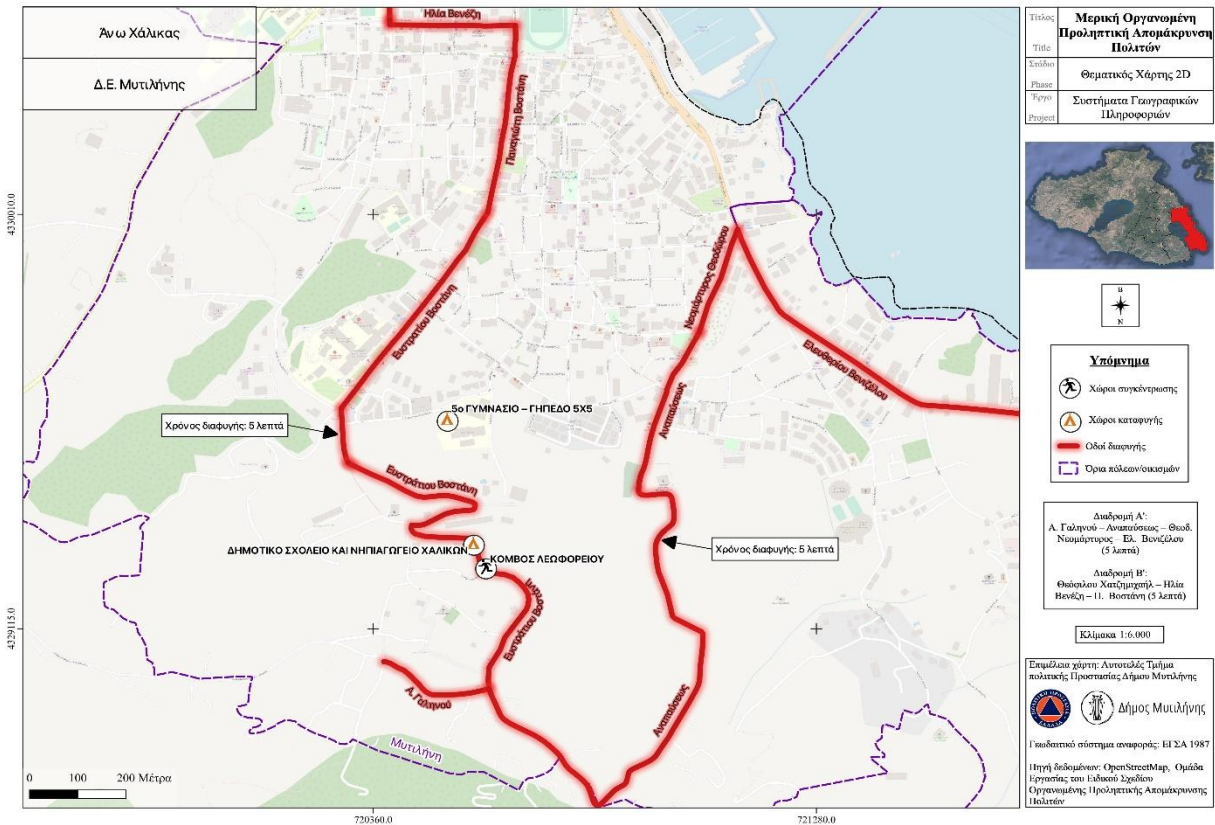 Άνω Χάλικας
Δ.Ε. Μυτιλήνης
Ηλία Βενέζη
Παναγιώτη Βοστάνη
Ευστρατίου Βοστάνη
Νεομάρτυρος Θεοδώρου
Ελευθερίου Βενιζέλου
Αναπαύσεως
5ο ΓΥΜΝΑΣΙΟ – ΓΗΠΕΔΟ 5Χ5
Χρόνος διαφυγής: 5 λεπτά
Ευστράτιου Βοστάνη
ΔΗΜΟΤΙΚΟ ΣΧΟΛΕΙΟ ΚΑΙ ΝΗΠΙΑΓΩΓΕΙΟ ΧΑΛΙΚΩΝ
ΚΟΜΒΟΣ ΛΕΩΦΟΡΕΙΟΥ
Χρόνος διαφυγής: 5 λεπτά
Ευστράτιου Βοστάνη
Α. Γαληνού
Αναπαύσεως
Μυτιλήνη
0 100 200 Μέτρα
4330010.0
4329115.0
720360.0
721280.0
Τίτλος
Title
Μερική Οργανωμένη
Προληπτική Απομάκρυνση
Πολιτών
Στάδιο
Phase
Θεματικός Χάρτης 2D
Έργο
Project
Συστήματα Γεωγραφικών
Πληροφοριών
Β
Ν
Υπόμνημα
Χώροι συγκέντρωσης
Χώροι καταφυγής
Οδοί διαφυγής
Όρια πόλεων/οικισμών
Διαδρομή Α':
Α. Γαληνού – Αναπαύσεως – Θεοδ.
Νεομάρτυρος – Ελ. Βενιζέλου
(5 λεπτά)
Διαδρομή Β':
Θεόφιλου Χατζημιχαήλ – Ηλία
Βενέζη – Π. Βοστάνη (5 λεπτά)
Κλίμακα 1:6.000
Επιμέλεια χάρτη: Αυτοτελές Τμήμα
πολιτικής Προστασίας Δήμου Μυτιλήνης
ΠΟΛΙΤΙΚΗ ΠΡΟΣΤΑΣΙΑ
ΕΛΛΑΔΑ
Δήμος Μυτιλήνης
Γεωδαιτικό σύστημα αναφοράς: ΕΓΣΑ 1987
Πηγή δεδομένων: OpenStreetMap, Ομάδα
Εργασίας του Ειδικού Σχεδίου
Οργανωμένης Προληπτικής Απομάκρυνσης
Πολιτών